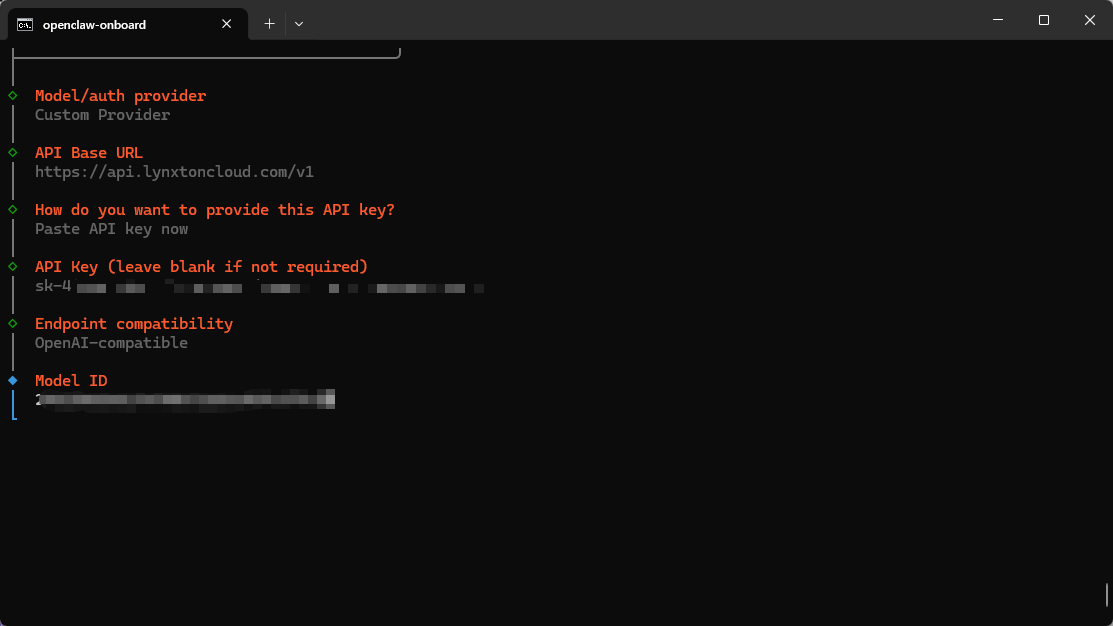 openclaw-onboard
Model/auth provider
Custom Provider
API Base URL
https://api.lynxtoncloud.com/v1
How do you want to provide this API key?
Paste API key now
API Key (leave blank if not required)
sk-4
Endpoint compatibility
OpenAI-compatible
Model ID